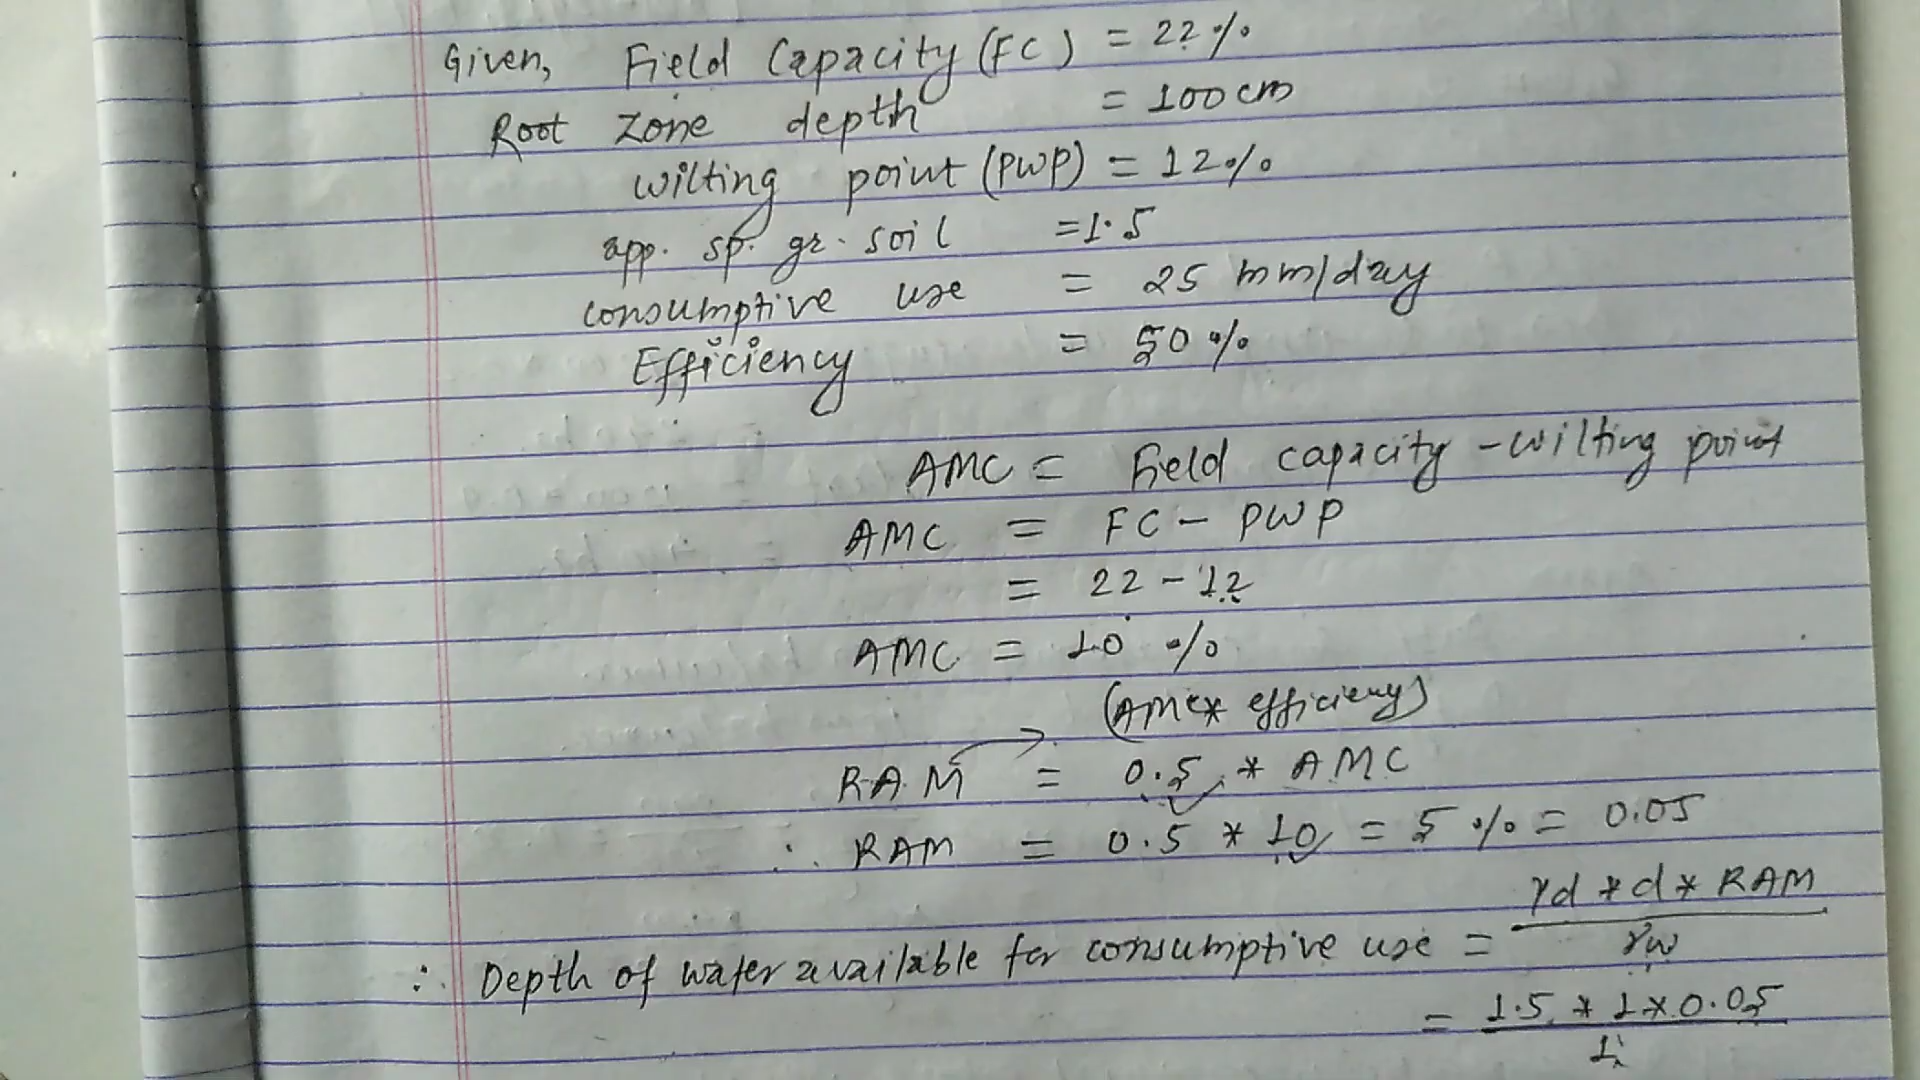 Given, Field Capacity (FC) = 22%
Root zone depth = 100 cm
wilting point (PWP) = 12%
app. sp. gr. soil = 1.5
consumptive use = 25 mm/day
Efficiency = 50%
AMC = Field capacity - wilting point
AMC = FC - PWP
= 22 - 12
AMC = 10 %
(AMC* efficiency)
RAM = 0.5 * AMC
∴ RAM = 0.5 * 10 = 5 % = 0.05
∴ Depth of water available for consumptive use = γd * d * RAM / γw
= 1.5 * 1 * 0.05 / 1